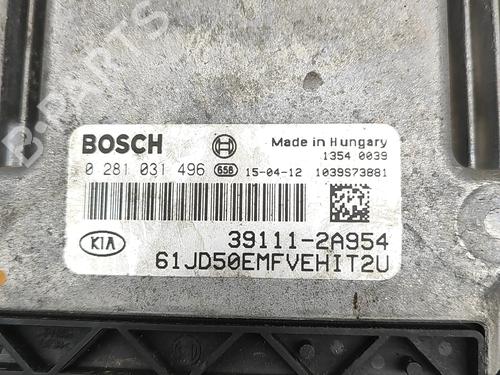 B-PARTS
BOSCH
Made in Hungary
1354 0039
0 281 031 496 656 15-04-12 1039S73881
KIA
39111-2A954
61JD50EMFVEHIT2U